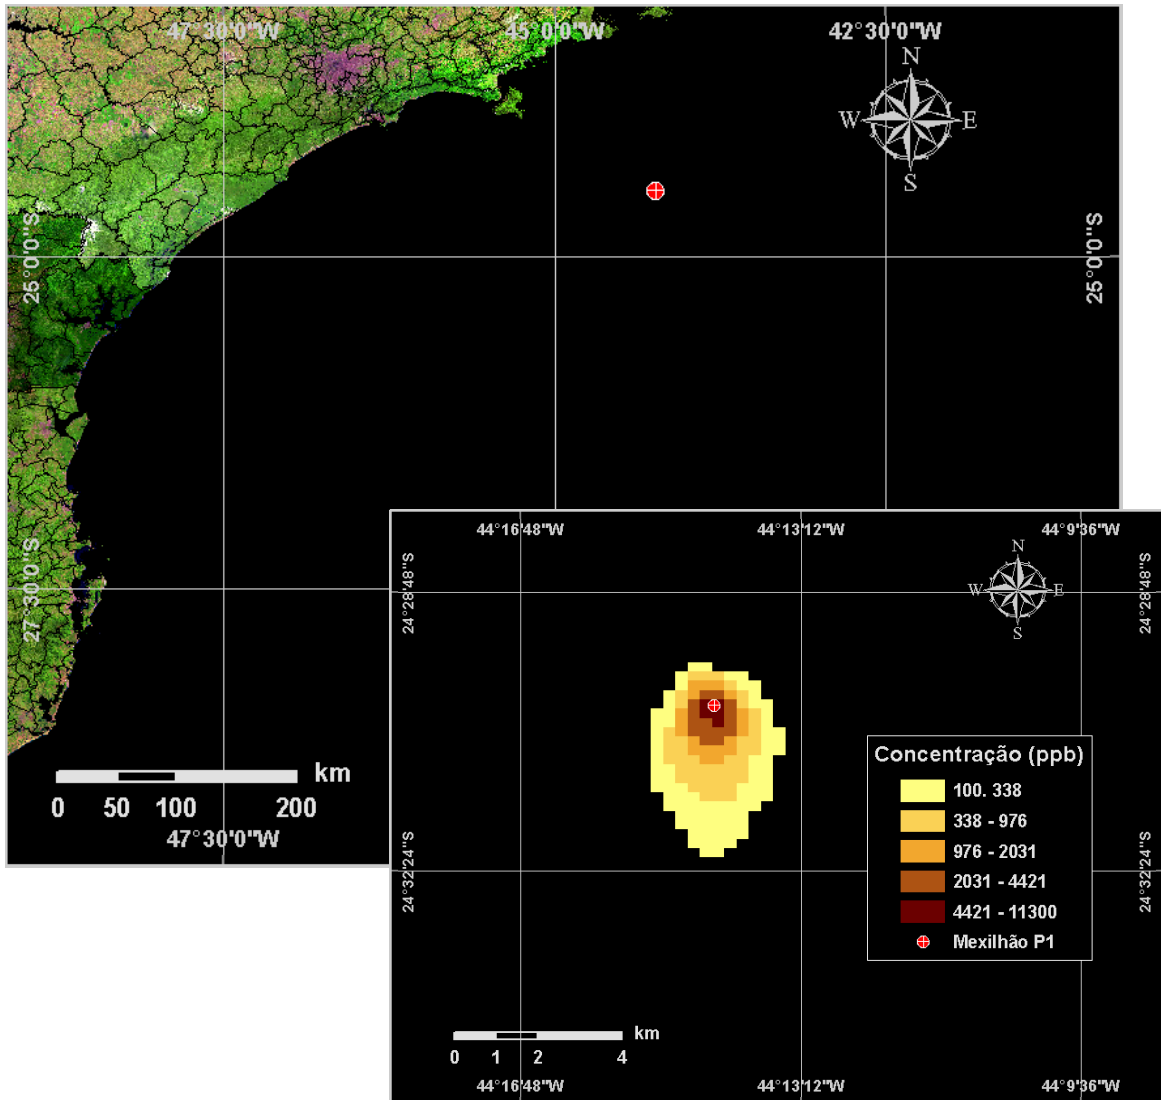 47°30'0"W 45°0'0"W 42°30'0"W
N
W E
S
25°0'0"S 25°0'0"S
27°30'0"S
km
0 50 100 200
47°30'0"W
44°16'48"W 44°13'12"W 44°9'36"W
N
W E
S
24°28'48"S 24°28'48"S
Concentração (ppb)
100. 338
338 - 976
976 - 2031
2031 - 4421
4421 - 11300
Mexilhão P1
24°32'24"S 24°32'24"S
km
0 1 2 4
44°16'48"W 44°13'12"W 44°9'36"W